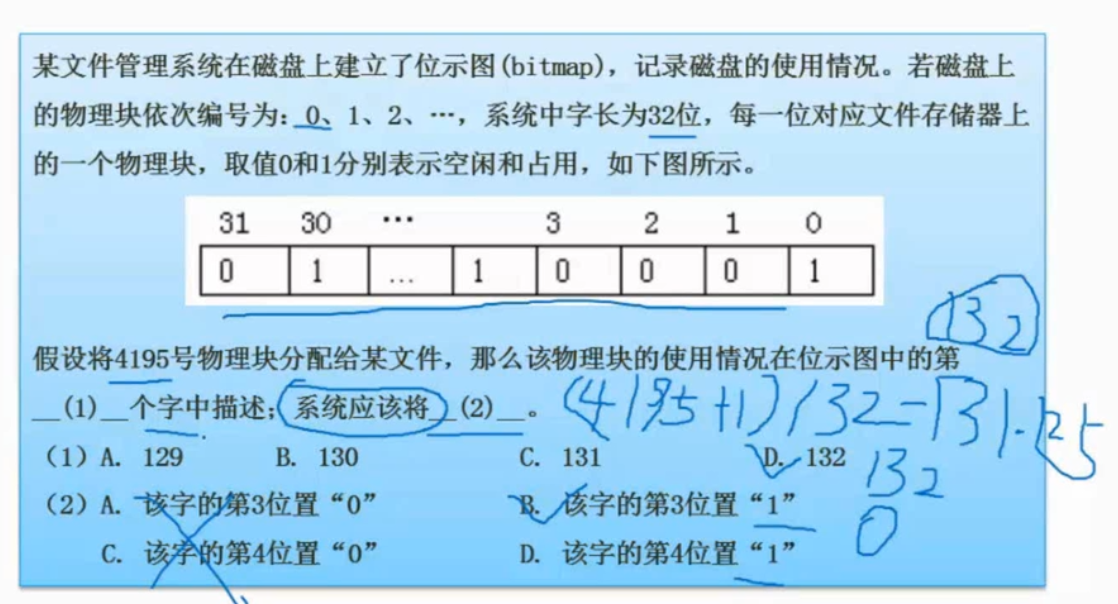 某文件管理系统在磁盘上建立了位示图(bitmap)，记录磁盘的使用情况。若磁盘上
的物理块依次编号为：0、1、2、…，系统中字长为32位，每一位对应文件存储器上
的一个物理块，取值0和1分别表示空闲和占用，如下图所示。
31 30 … 3 2 1 0
0 1 ... 1 0 0 0 1
132
假设将4195号物理块分配给某文件，那么该物理块的使用情况在位示图中的第
__(1)__个字中描述；系统应该将__(2)__。
(4195+1)/32=131.125
（1）A. 129 B. 130 C. 131 D. 132
132
（2）A. 该字的第3位置“0” B. 该字的第3位置“1”
0
C. 该字的第4位置“0” D. 该字的第4位置“1”